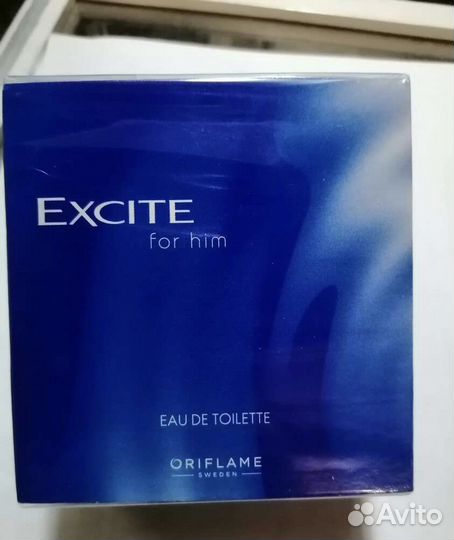 EXCITE
for him
EAU DE TOILETTE
ORIFLAME
SWEDEN
Avito